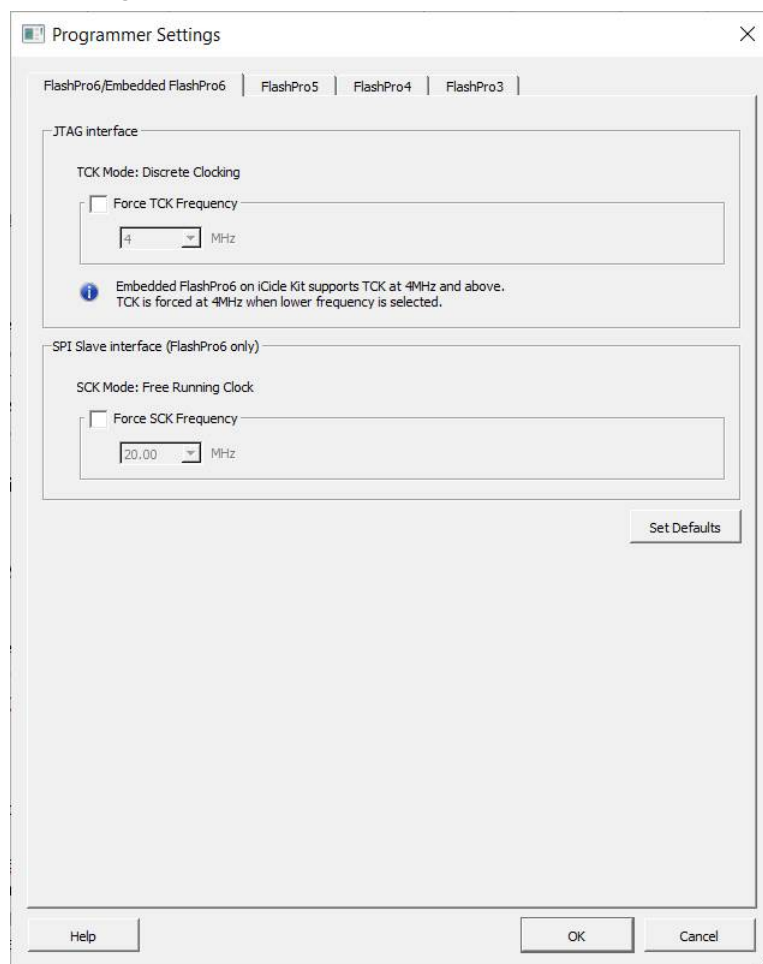 Programmer Settings
FlashPro6/Embedded FlashPro6 FlashPro5 FlashPro4 FlashPro3
JTAG interface
TCK Mode: Discrete Clocking
Force TCK Frequency
4 MHz
Embedded FlashPro6 on iCicle Kit supports TCK at 4MHz and above.
TCK is forced at 4MHz when lower frequency is selected.
SPI Slave interface (FlashPro6 only)
SCK Mode: Free Running Clock
Force SCK Frequency
20.00 MHz
Set Defaults
Help OK Cancel